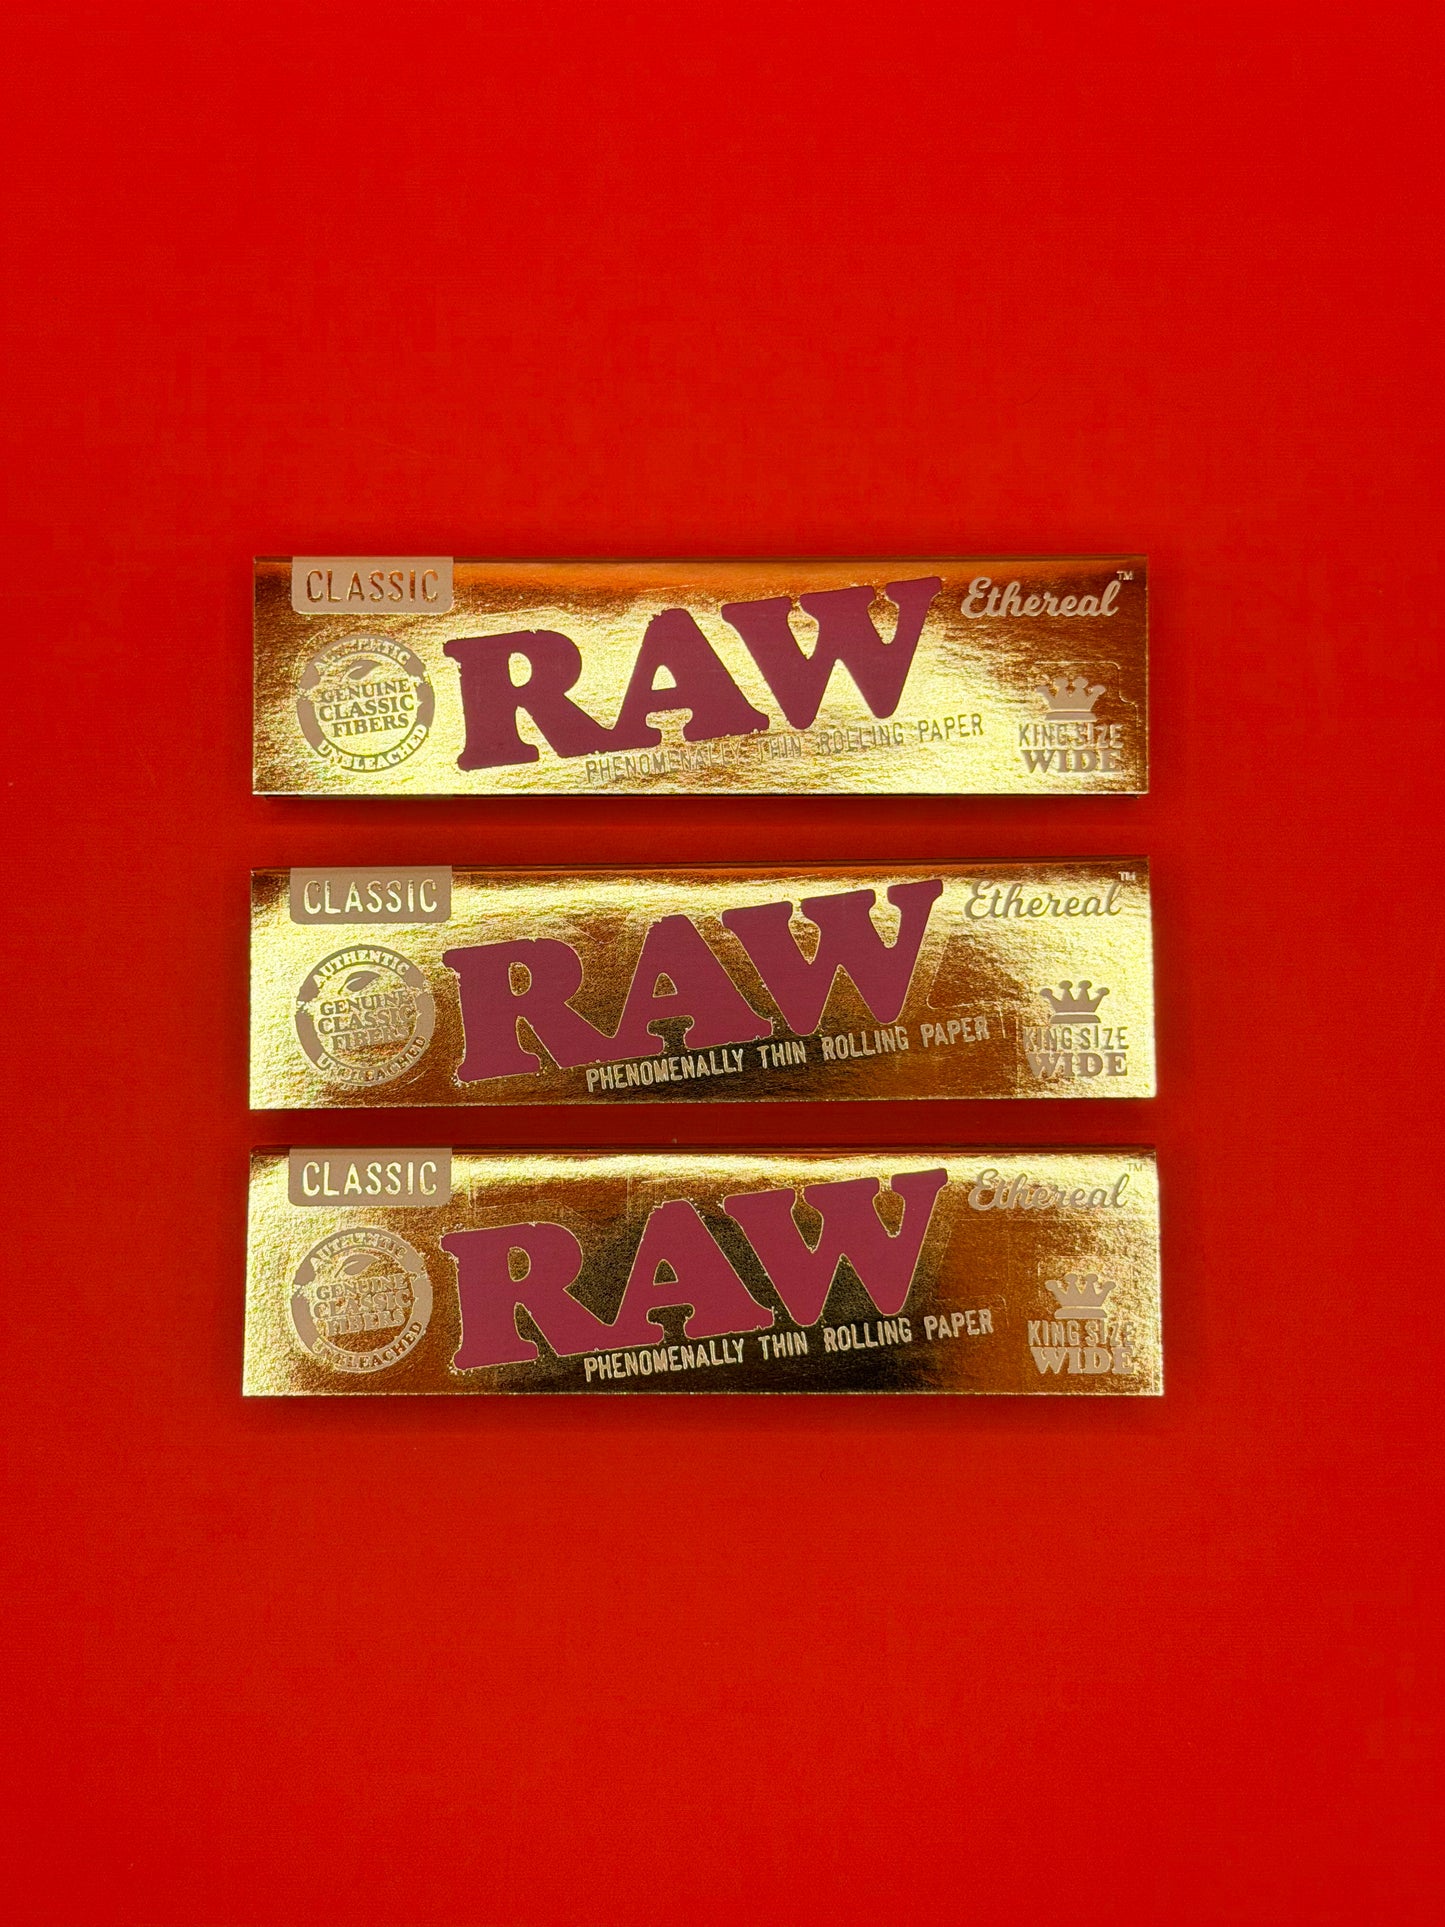 CLASSIC
RAW
Ethereal™
AUTHENTIC
GENUINE
CLASSIC
FIBERS
UNBLEACHED
PHENOMENALLY THIN ROLLING PAPER
KING SIZE
WIDE
CLASSIC
RAW
Ethereal™
AUTHENTIC
GENUINE
CLASSIC
FIBERS
UNBLEACHED
PHENOMENALLY THIN ROLLING PAPER
KING SIZE
WIDE
CLASSIC
RAW
Ethereal™
AUTHENTIC
GENUINE
CLASSIC
FIBERS
UNBLEACHED
PHENOMENALLY THIN ROLLING PAPER
KING SIZE
WIDE